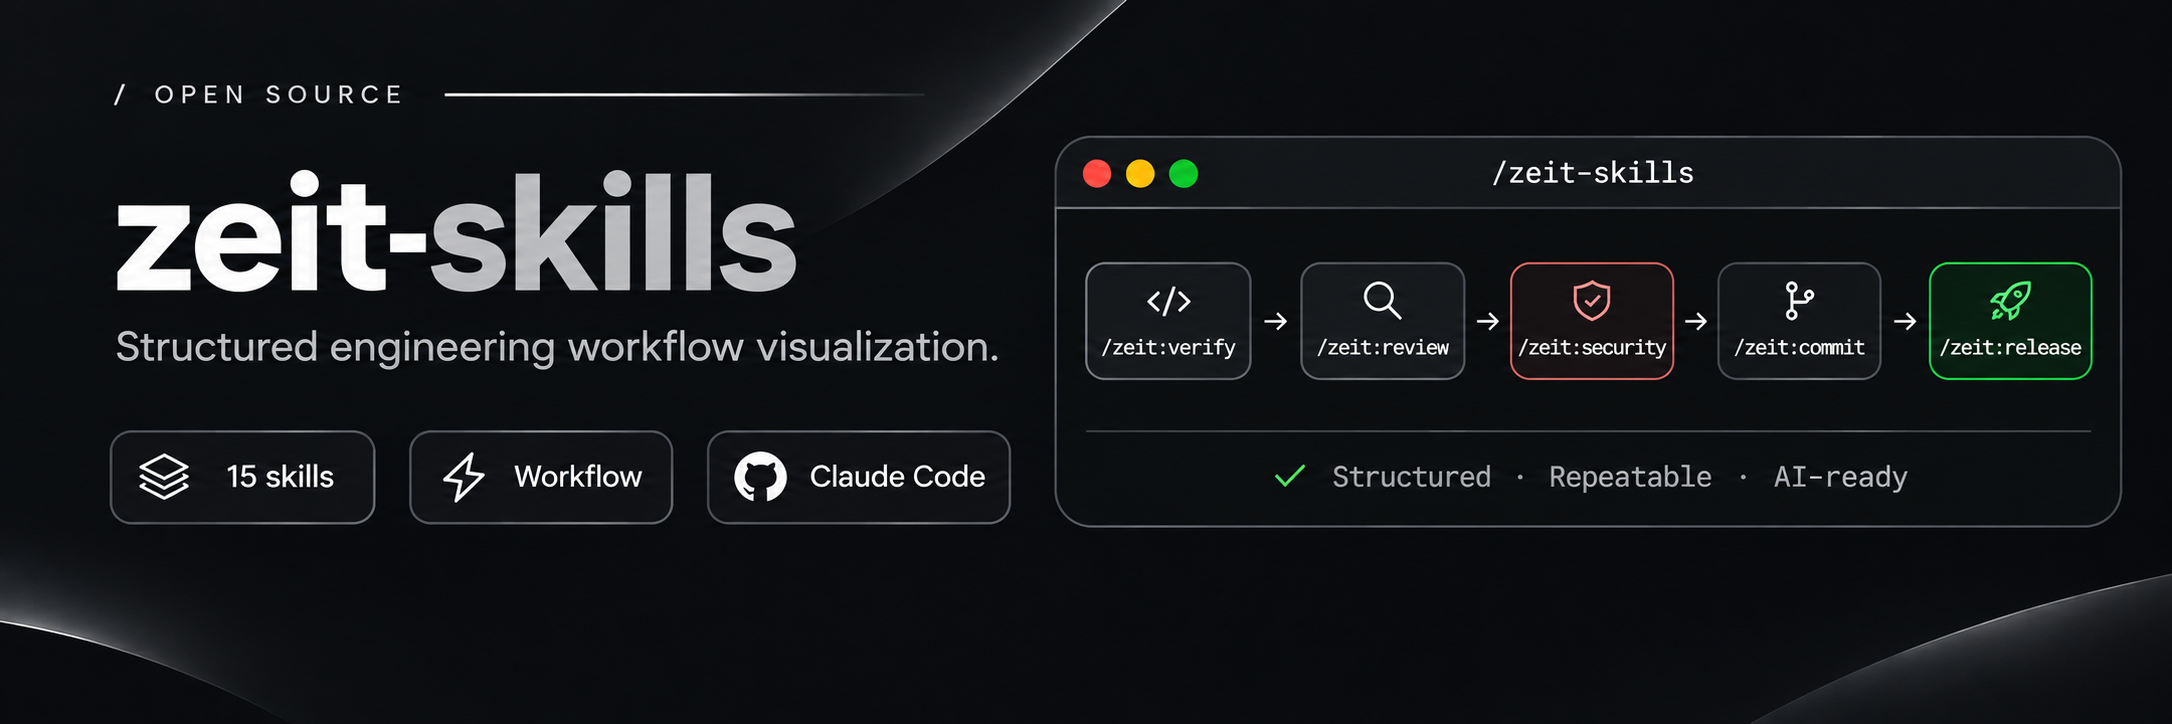 / OPEN SOURCE
zeit-skills
Structured engineering workflow visualization.
15 skills
Workflow
Claude Code
/zeit-skills
/zeit:verify
/zeit:review
/zeit:security
/zeit:commit
/zeit:release
Structured · Repeatable · AI-ready